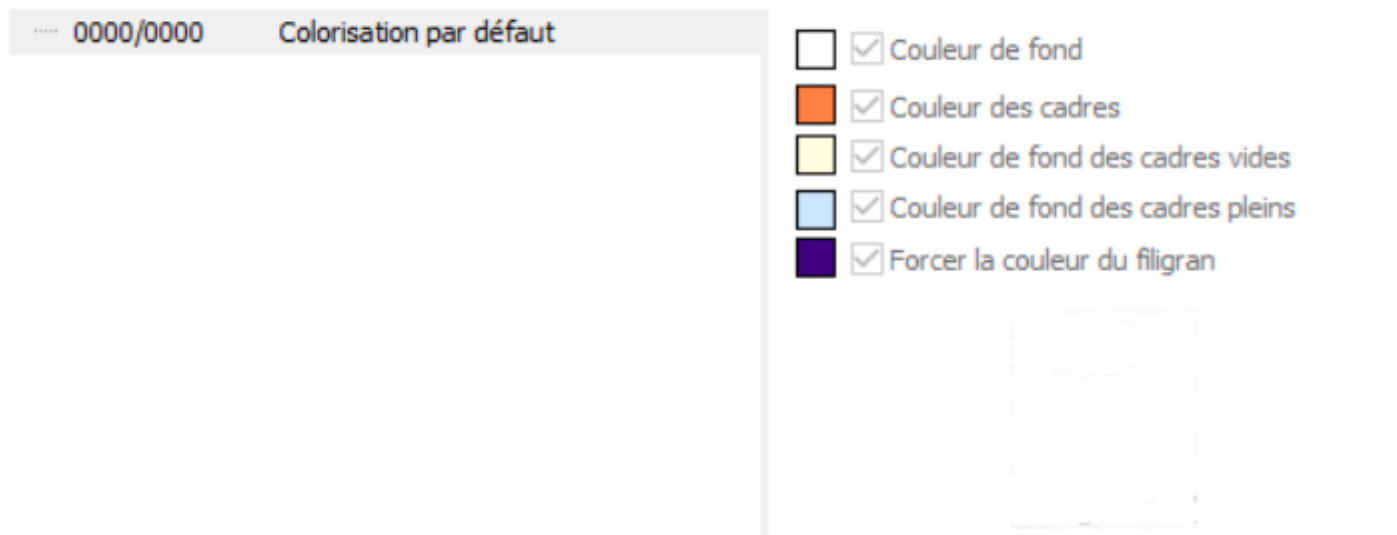 0000/0000 Colorisation par défaut
Couleur de fond
Couleur des cadres
Couleur de fond des cadres vides
Couleur de fond des cadres pleins
Forcer la couleur du filigran